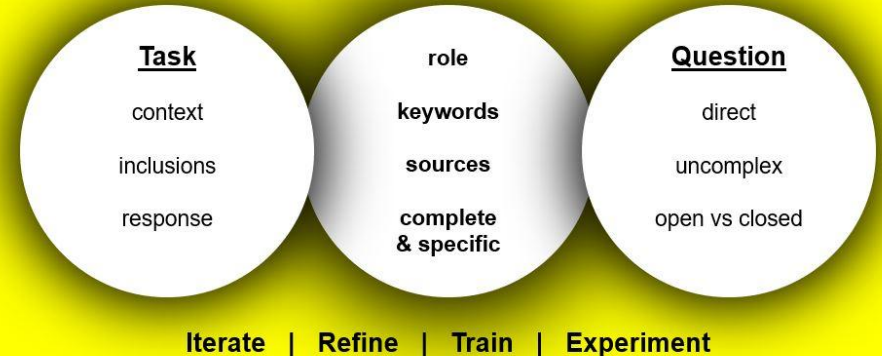 Task
context
inclusions
response
role
keywords
sources
complete
& specific
Question
direct
uncomplex
open vs closed
Iterate | Refine | Train | Experiment